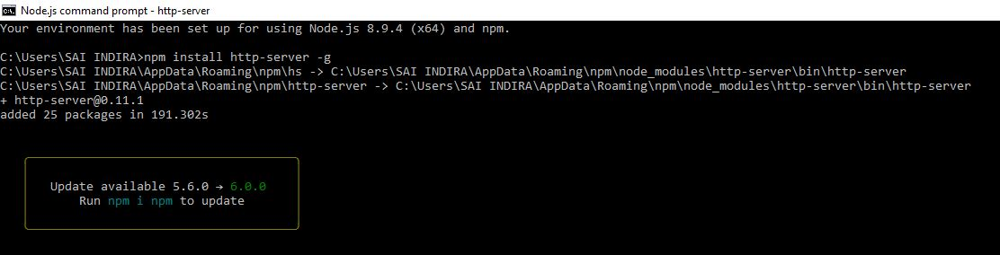 Node.js command prompt - http-server
Your environment has been set up for using Node.js 8.9.4 (x64) and npm.
C:\Users\SAI INDIRA>npm install http-server -g
C:\Users\SAI INDIRA\AppData\Roaming\npm\hs -> C:\Users\SAI INDIRA\AppData\Roaming\npm\node_modules\http-server\bin\http-server
C:\Users\SAI INDIRA\AppData\Roaming\npm\http-server -> C:\Users\SAI INDIRA\AppData\Roaming\npm\node_modules\http-server\bin\http-server
+ http-server@0.11.1
added 25 packages in 191.302s
Update available 5.6.0 → 6.0.0
Run npm i npm to update